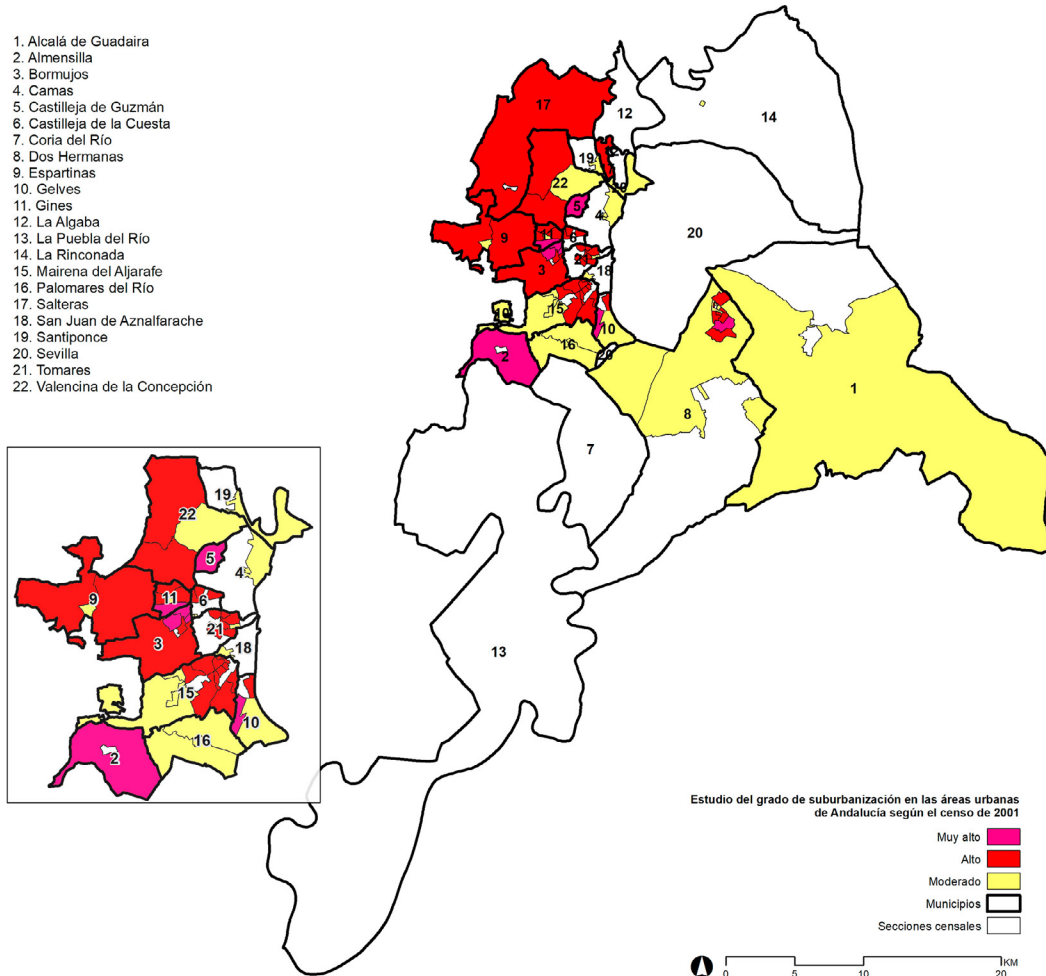 1. Alcalá de Guadaira
2. Almensilla
3. Bormujos
4. Camas
5. Castilleja de Guzmán
6. Castilleja de la Cuesta
7. Coria del Río
8. Dos Hermanas
9. Espartinas
10. Gelves
11. Gines
12. La Algaba
13. La Puebla del Río
14. La Rinconada
15. Mairena del Aljarafe
16. Palomares del Río
17. Salteras
18. San Juan de Aznalfarache
19. Santiponce
20. Sevilla
21. Tomares
22. Valencina de la Concepción
17
12
14
19
22
20
5
4
20
9
11
6
3
21
18
15
10
16
20
2
1
8
7
13
19
22
5
4
9
11
6
3
21
18
15
10
16
2
Estudio del grado de suburbanización en las áreas urbanas
de Andalucía según el censo de 2001
Muy alto
Alto
Moderado
Municipios
Secciones censales
KM
0 5 10 20